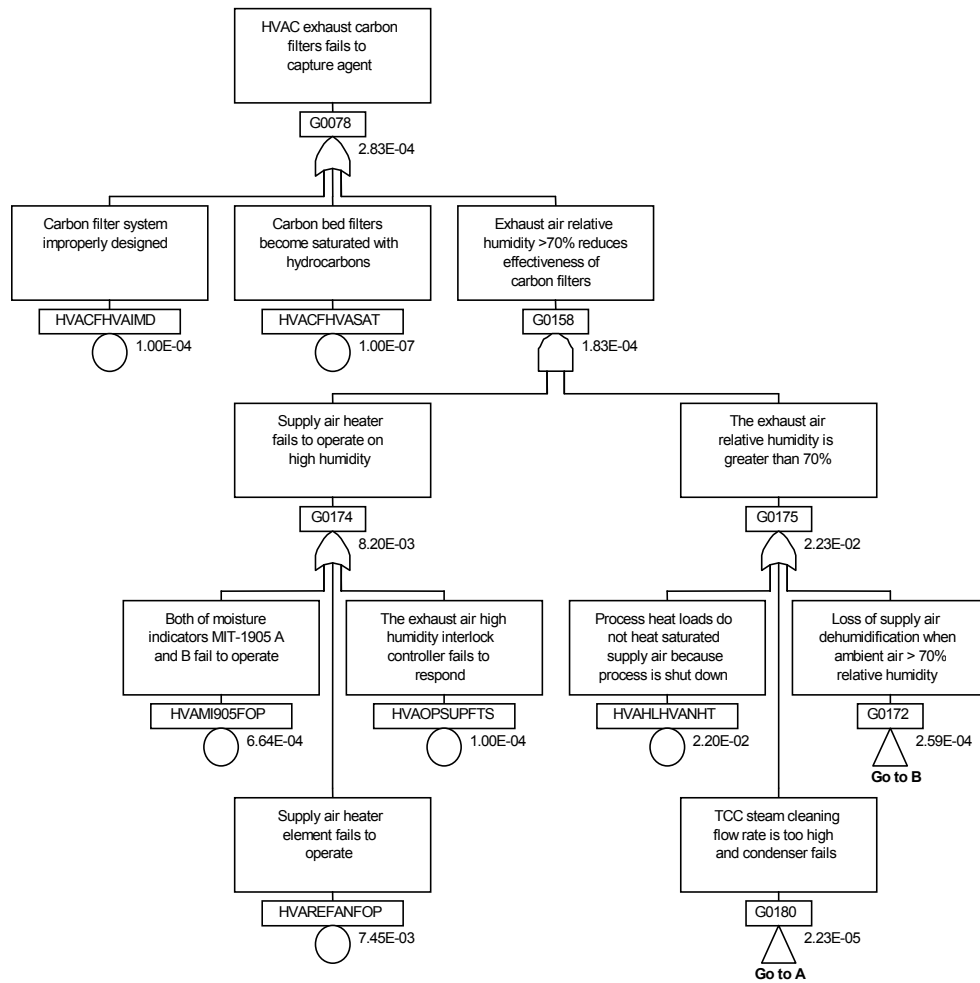 HVAC exhaust carbon
filters fails to
capture agent
G0078
2.83E-04
Carbon filter system
improperly designed
HVACFHVAIMD
1.00E-04
Carbon bed filters
become saturated with
hydrocarbons
HVACFHVASAT
1.00E-07
Exhaust air relative
humidity >70% reduces
effectiveness of
carbon filters
G0158
1.83E-04
Supply air heater
fails to operate on
high humidity
G0174
8.20E-03
The exhaust air
relative humidity is
greater than 70%
G0175
2.23E-02
Both of moisture
indicators MIT-1905 A
and B fail to operate
HVAMI905FOP
6.64E-04
The exhaust air high
humidity interlock
controller fails to
respond
HVAOPSUPFTS
1.00E-04
Process heat loads do
not heat saturated
supply air because
process is shut down
HVAHLHVANHT
2.20E-02
Loss of supply air
dehumidification when
ambient air > 70%
relative humidity
G0172
2.59E-04
Go to B
Supply air heater
element fails to
operate
HVAREFANFOP
7.45E-03
TCC steam cleaning
flow rate is too high
and condenser fails
G0180
2.23E-05
Go to A